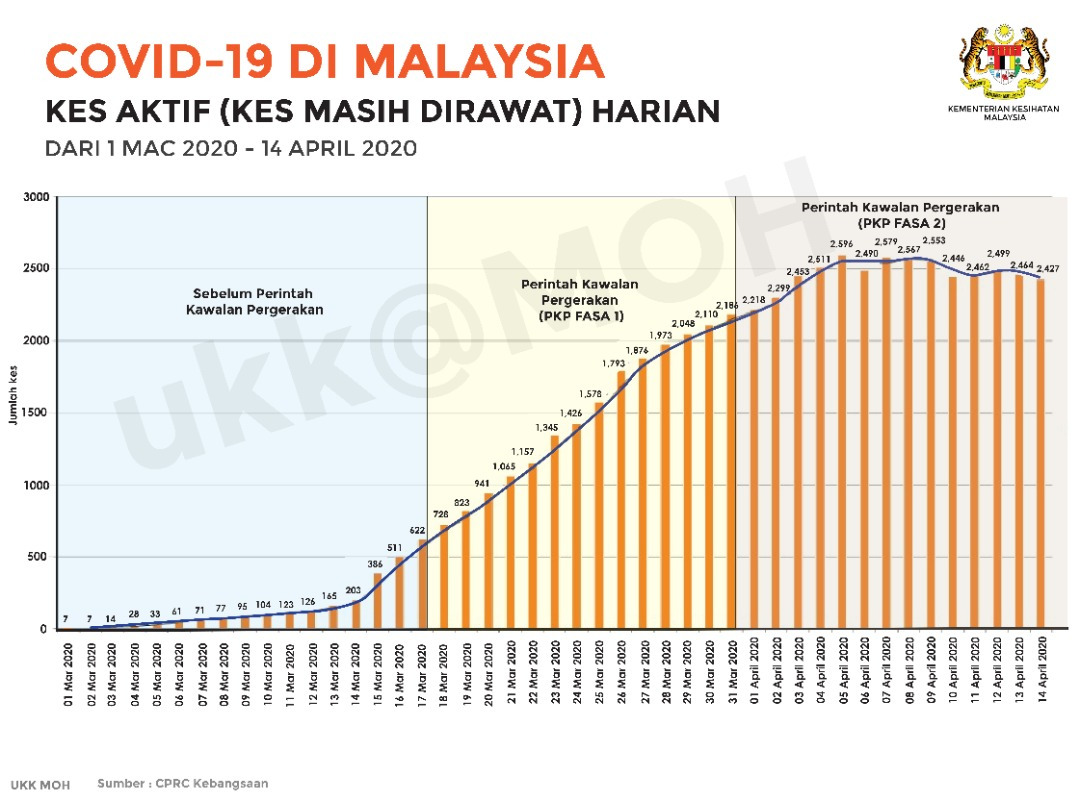 COVID-19 DI MALAYSIA
KES AKTIF (KES MASIH DIRAWAT) HARIAN
DARI 1 MAC 2020 - 14 APRIL 2020
KEMENTERIAN KESIHATAN
MALAYSIA
ukk@MOH
Jumlah kes
3000
2500
2000
1500
1000
500
0
Sebelum Perintah
Kawalan Pergerakan
Perintah Kawalan
Pergerakan
(PKP FASA 1)
Perintah Kawalan Pergerakan
(PKP FASA 2)
7
7
14
28
33
61
71
77
95
104
123
126
165
203
386
511
622
728
823
941
1,065
1,157
1,345
1,426
1,578
1,793
1,876
1,973
2,048
2,110
2,186
2,218
2,299
2,453
2,511
2,596
2,490
2,579
2,567
2,553
2,446
2,462
2,499
2,464
2,427
01 Mar 2020
02 Mar 2020
03 Mar 2020
04 Mar 2020
05 Mar 2020
06 Mar 2020
07 Mar 2020
08 Mar 2020
09 Mar 2020
10 Mar 2020
11 Mar 2020
12 Mar 2020
13 Mar 2020
14 Mar 2020
15 Mar 2020
16 Mar 2020
17 Mar 2020
18 Mar 2020
19 Mar 2020
20 Mar 2020
21 Mar 2020
22 Mar 2020
23 Mar 2020
24 Mar 2020
25 Mar 2020
26 Mar 2020
27 Mar 2020
28 Mar 2020
29 Mar 2020
30 Mar 2020
31 Mar 2020
01 April 2020
02 April 2020
03 April 2020
04 April 2020
05 April 2020
06 April 2020
07 April 2020
08 April 2020
09 April 2020
10 April 2020
11 April 2020
12 April 2020
13 April 2020
14 April 2020
UKK MOH
Sumber : CPRC Kebangsaan